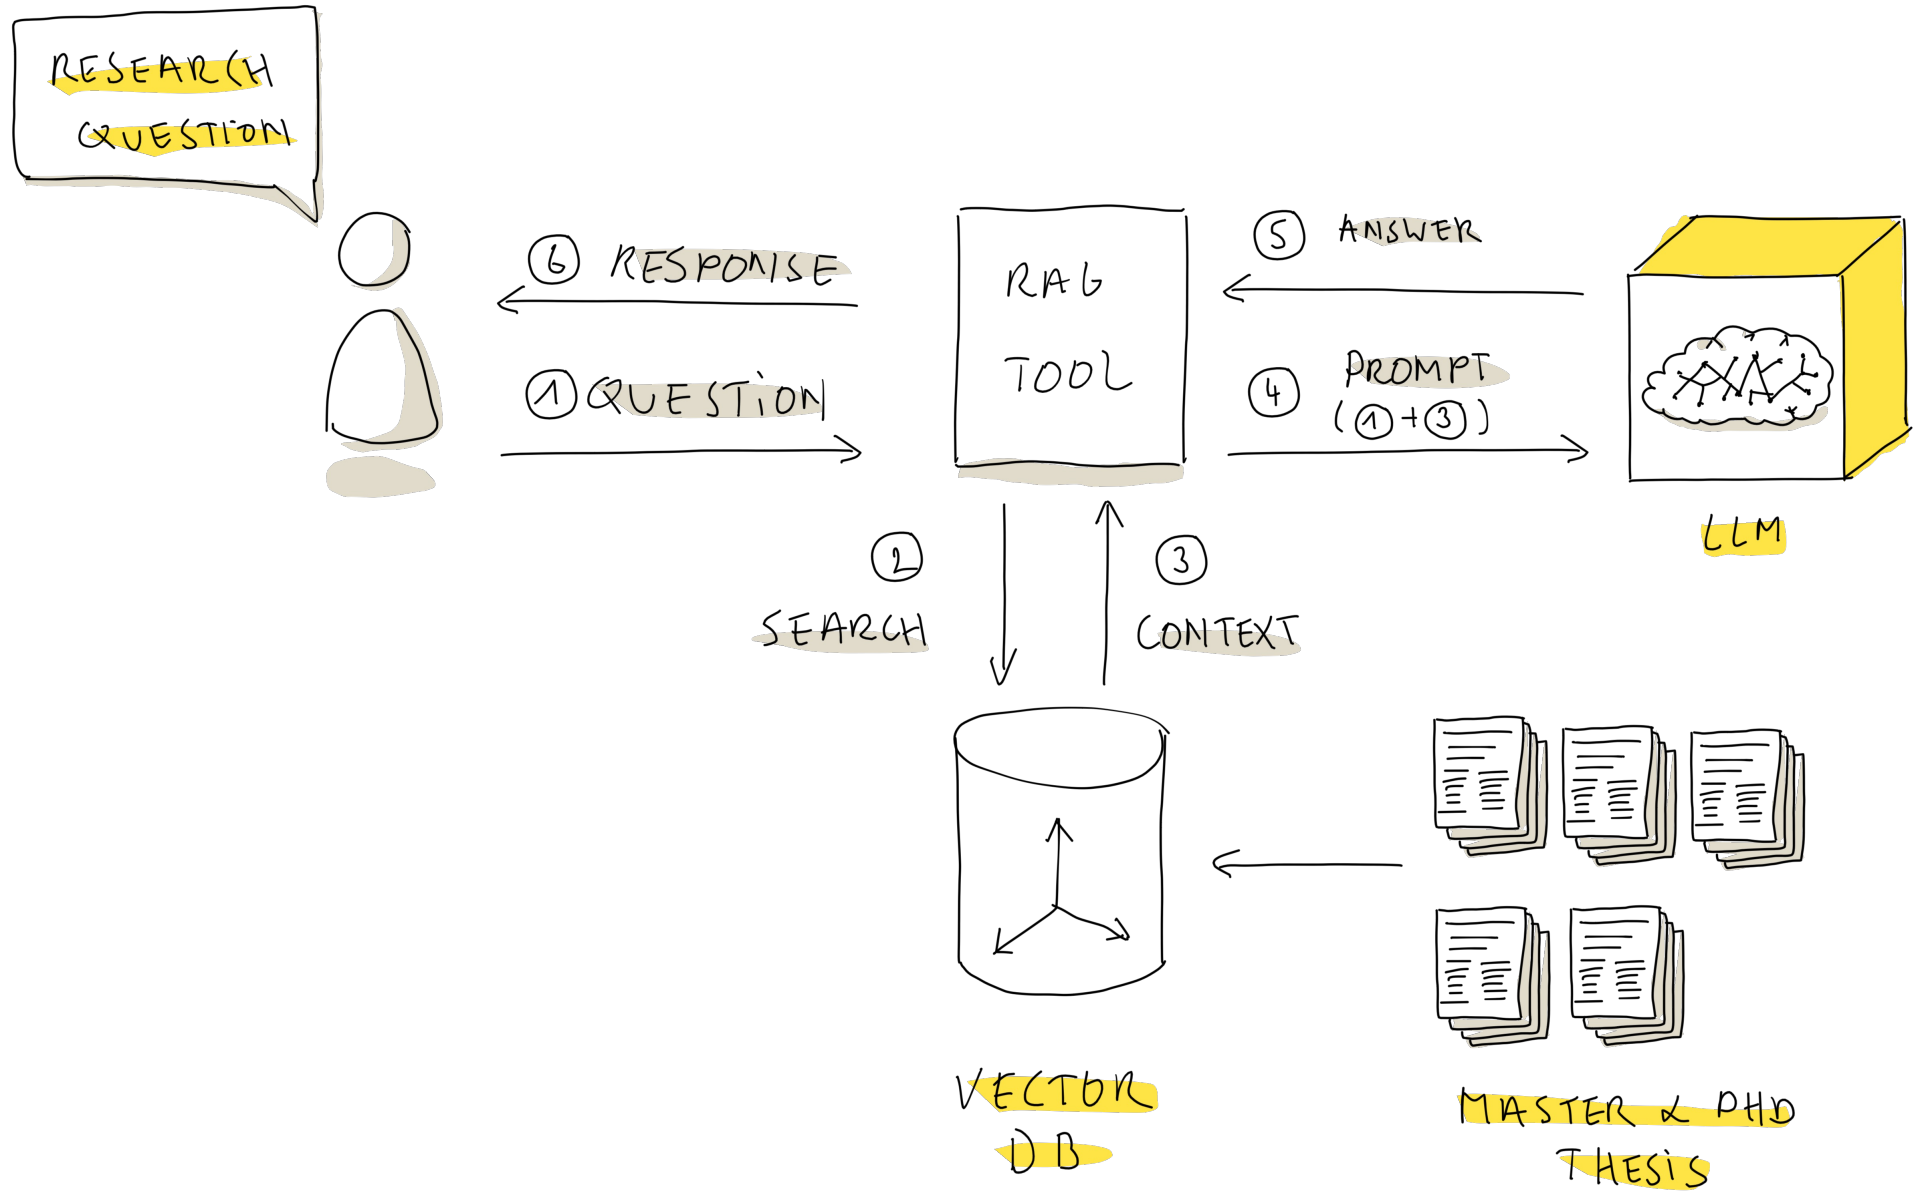 RESEARCH
QUESTION
6 RESPONSE
1 QUESTION
RAG
TOOL
5 ANSWER
4 PROMPT
(1+3)
LLM
2
SEARCH
3
CONTEXT
VECTOR
DB
MASTER & PHD
THESIS